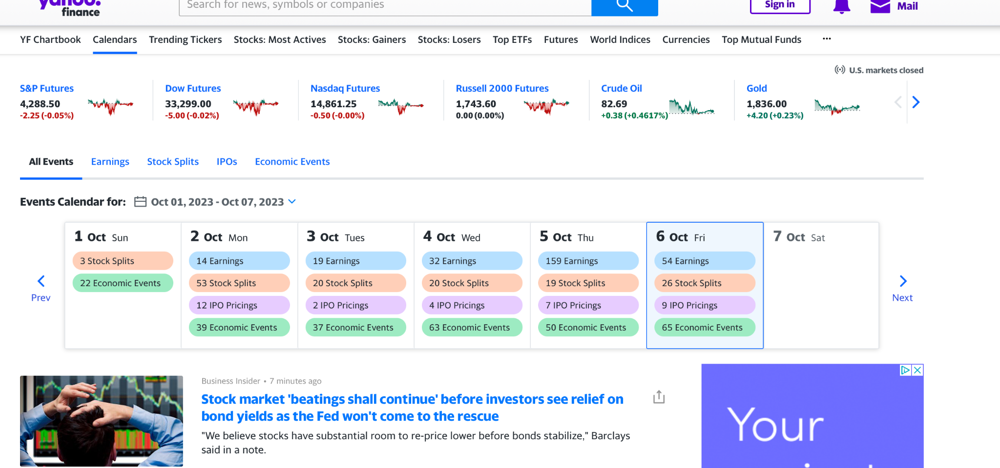 yahoo!
finance
Search for news, symbols or companies
Sign in
Mail
YF Chartbook Calendars Trending Tickers Stocks: Most Actives Stocks: Gainers Stocks: Losers Top ETFs Futures World Indices Currencies Top Mutual Funds ...
U.S. markets closed
S&P Futures
4,288.50
-2.25 (-0.05%)
Dow Futures
33,299.00
-5.00 (-0.02%)
Nasdaq Futures
14,861.25
-0.50 (-0.00%)
Russell 2000 Futures
1,743.60
0.00 (0.00%)
Crude Oil
82.69
+0.38 (+0.4617%)
Gold
1,836.00
+4.20 (+0.23%)
All Events Earnings Stock Splits IPOs Economic Events
Events Calendar for: Oct 01, 2023 - Oct 07, 2023
Prev
1 Oct Sun
3 Stock Splits
22 Economic Events
2 Oct Mon
14 Earnings
53 Stock Splits
12 IPO Pricings
39 Economic Events
3 Oct Tues
19 Earnings
20 Stock Splits
2 IPO Pricings
37 Economic Events
4 Oct Wed
32 Earnings
20 Stock Splits
4 IPO Pricings
63 Economic Events
5 Oct Thu
159 Earnings
19 Stock Splits
7 IPO Pricings
50 Economic Events
6 Oct Fri
54 Earnings
26 Stock Splits
9 IPO Pricings
65 Economic Events
7 Oct Sat
Next
Business Insider • 7 minutes ago
Stock market 'beatings shall continue' before investors see relief on
bond yields as the Fed won't come to the rescue
"We believe stocks have substantial room to re-price lower before bonds stabilize," Barclays
said in a note.
Your